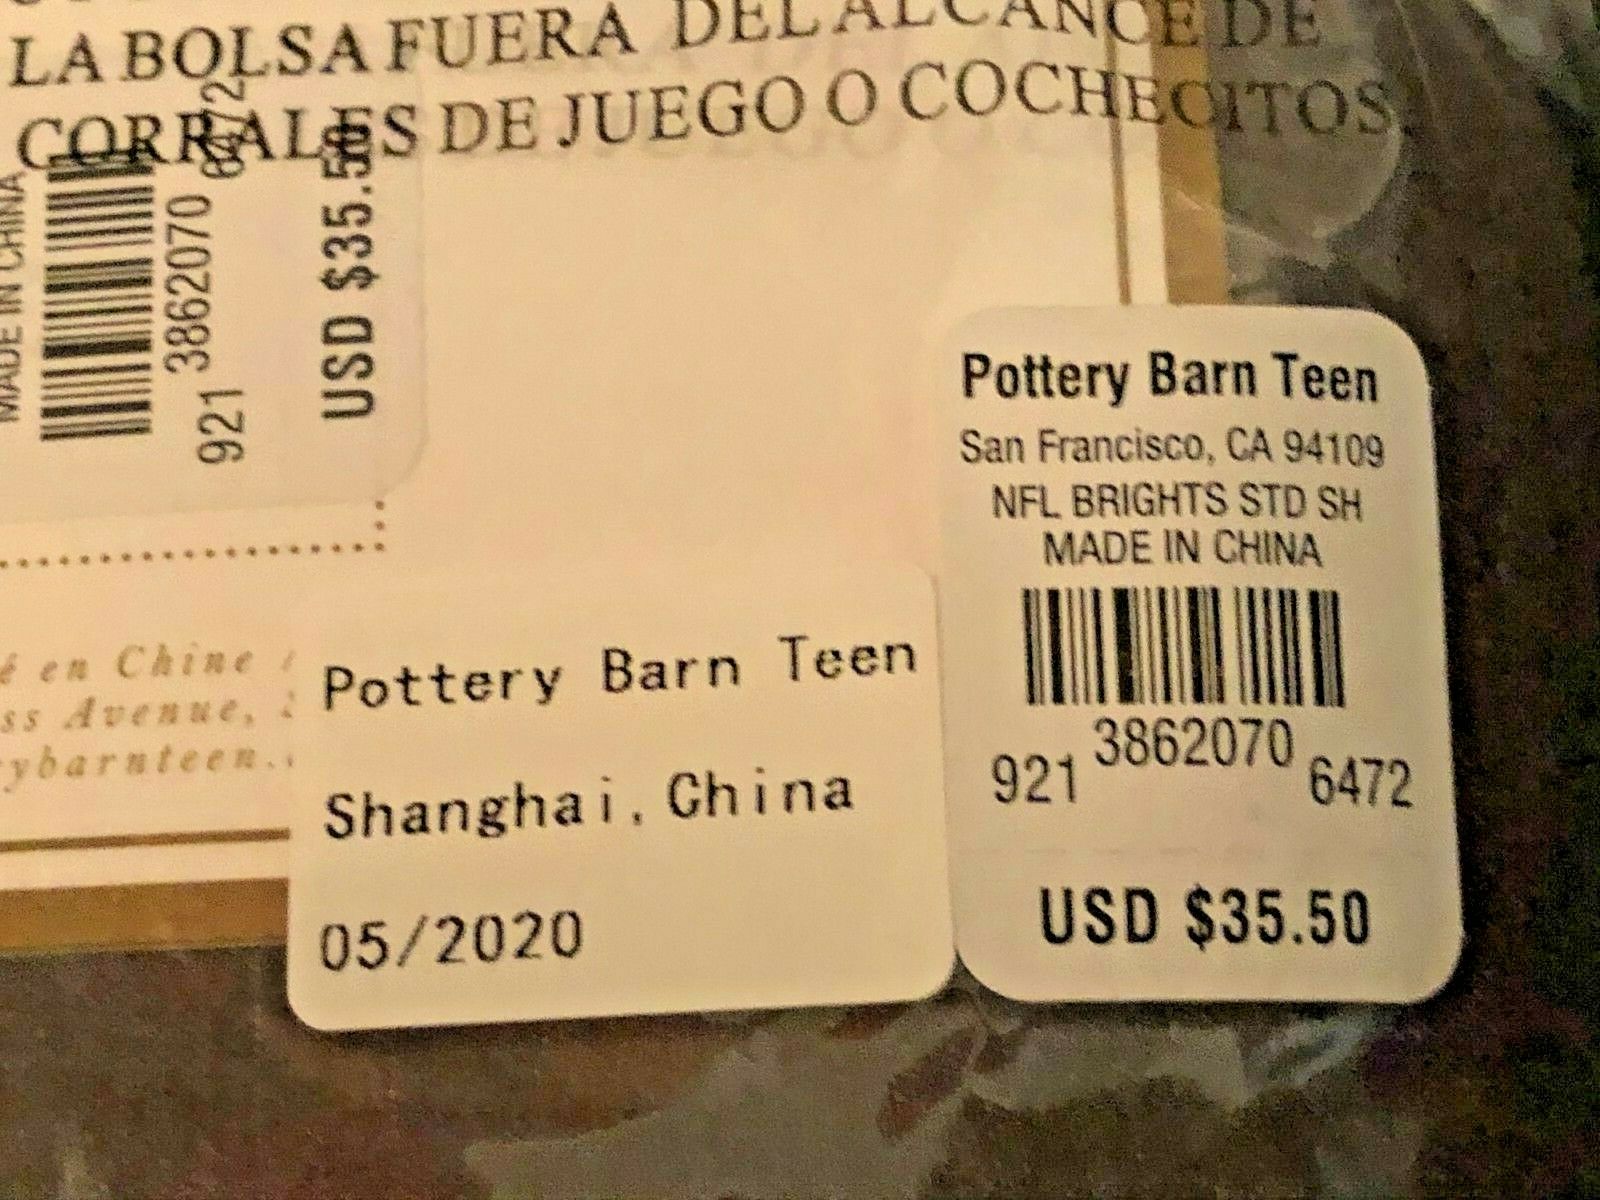 LA BOLSA FUERA DEL ALCANCE DE
CORRALES DE JUEGO O COCHECITOS.
MADE IN CHINA
921 3862070 6472
USD $35.50
é en Chine
ss Avenue,
rybarnteen.
Pottery Barn Teen
Shanghai, China
05/2020
Pottery Barn Teen
San Francisco, CA 94109
NFL BRIGHTS STD SH
MADE IN CHINA
921 3862070 6472
USD $35.50